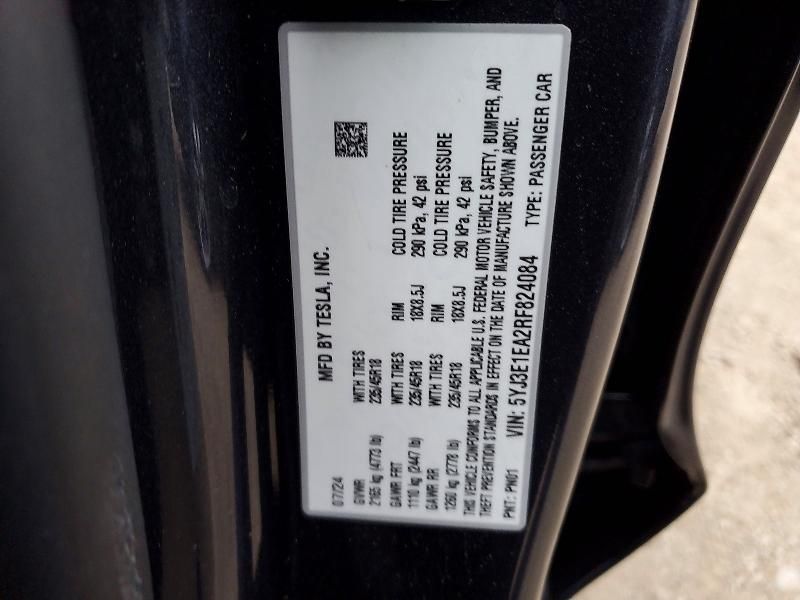 MFD BY TESLA, INC.
07/24
GVWR WITH TIRES
2165 kg (4773 lb) 235/45R18
GAWR FRT WITH TIRES RIM COLD TIRE PRESSURE
1110 kg (2447 lb) 235/45R18 18X8.5J 290 kPa, 42 psi
GAWR RR WITH TIRES RIM COLD TIRE PRESSURE
1260 kg (2778 lb) 235/45R18 18X8.5J 290 kPa, 42 psi
THIS VEHICLE CONFORMS TO ALL APPLICABLE U.S. FEDERAL MOTOR VEHICLE SAFETY, BUMPER, AND
THEFT PREVENTION STANDARDS IN EFFECT ON THE DATE OF MANUFACTURE SHOWN ABOVE.
PNT: PN01 VIN: 5YJ3E1EA2RF824084 TYPE: PASSENGER CAR